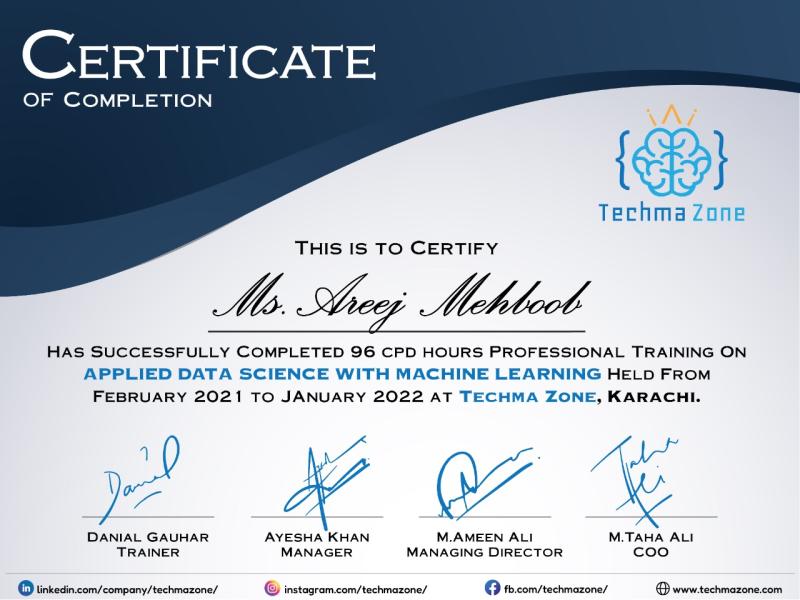 CERTIFICATE
OF COMPLETION
Techma Zone
THIS IS TO CERTIFY
Ms. Areej Mehboob
HAS SUCCESSFULLY COMPLETED 96 CPD HOURS PROFESSIONAL TRAINING ON
APPLIED DATA SCIENCE WITH MACHINE LEARNING HELD FROM
FEBRUARY 2021 TO JANUARY 2022 AT TECHMA ZONE, KARACHI.
Danial
Taha Ali
DANIAL GAUHAR
TRAINER
AYESHA KHAN
MANAGER
M.AMEEN ALI
MANAGING DIRECTOR
M.TAHA ALI
COO
linkedin.com/company/techmazone/
instagram.com/techmazone/
fb.com/techmazone/
www.techmazone.com